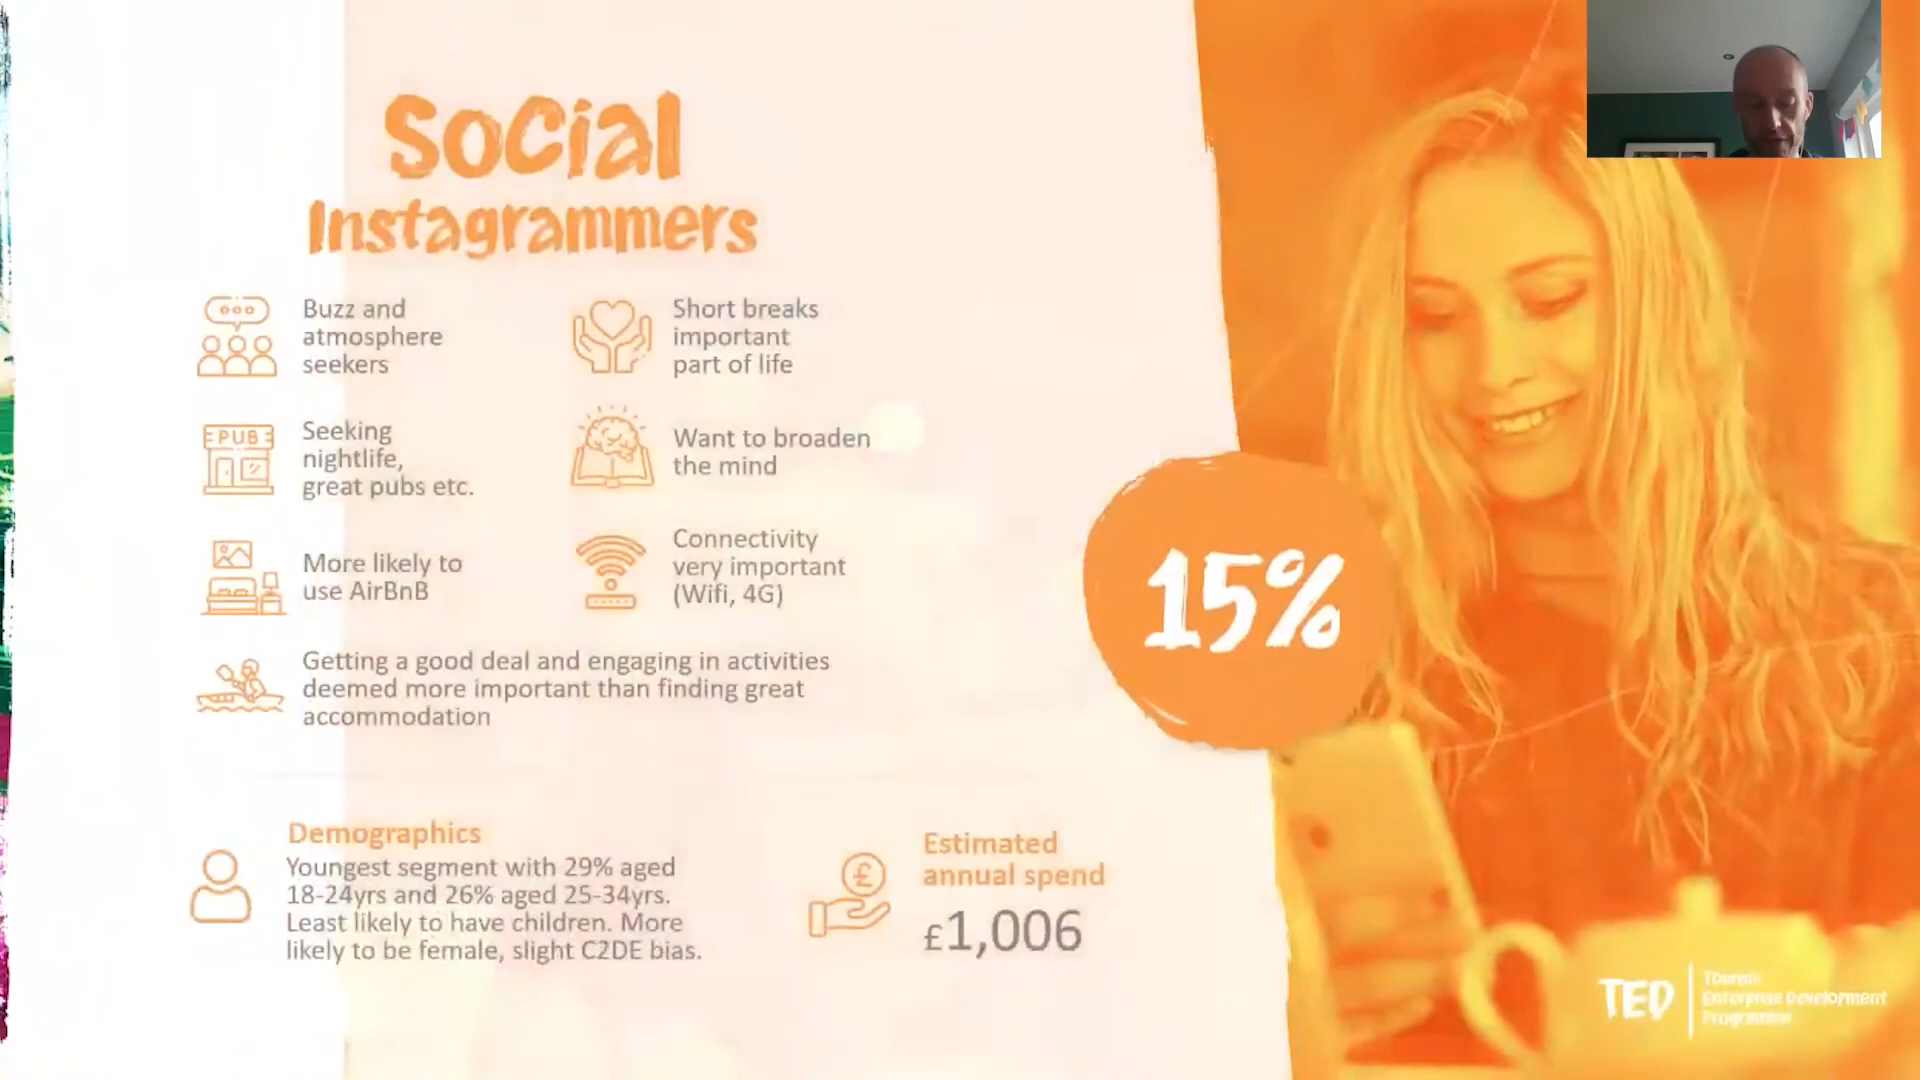 SoCial
Instagrammers
Buzz and
atmosphere
seekers
Short breaks
important
part of life
PUB
Seeking
nightlife,
great pubs etc.
Want to broaden
the mind
More likely to
use AirBnB
Connectivity
very important
(Wifi, 4G)
Getting a good deal and engaging in activities
deemed more important than finding great
accommodation
15%
Demographics
Youngest segment with 29% aged
18-24yrs and 26% aged 25-34yrs.
Least likely to have children. More
likely to be female, slight C2DE bias.
£
Estimated
annual spend
£1,006
TED
Tourism
Enterprise Development
Programme